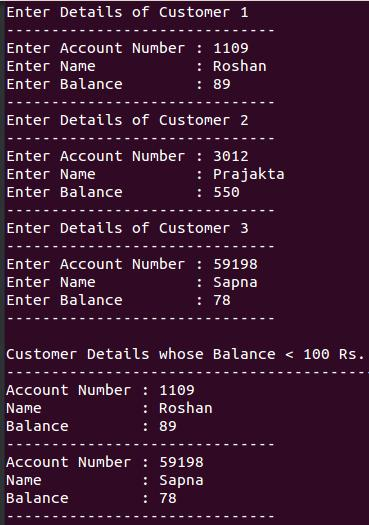 Enter Details of Customer 1
------------------------------
Enter Account Number : 1109
Enter Name           : Roshan
Enter Balance        : 89
------------------------------
Enter Details of Customer 2
------------------------------
Enter Account Number : 3012
Enter Name           : Prajakta
Enter Balance        : 550
------------------------------
Enter Details of Customer 3
------------------------------
Enter Account Number : 59198
Enter Name           : Sapna
Enter Balance        : 78
------------------------------

Customer Details whose Balance < 100 Rs.
-----------------------------------------
Account Number : 1109
Name           : Roshan
Balance        : 89
------------------------------
Account Number : 59198
Name           : Sapna
Balance        : 78
------------------------------